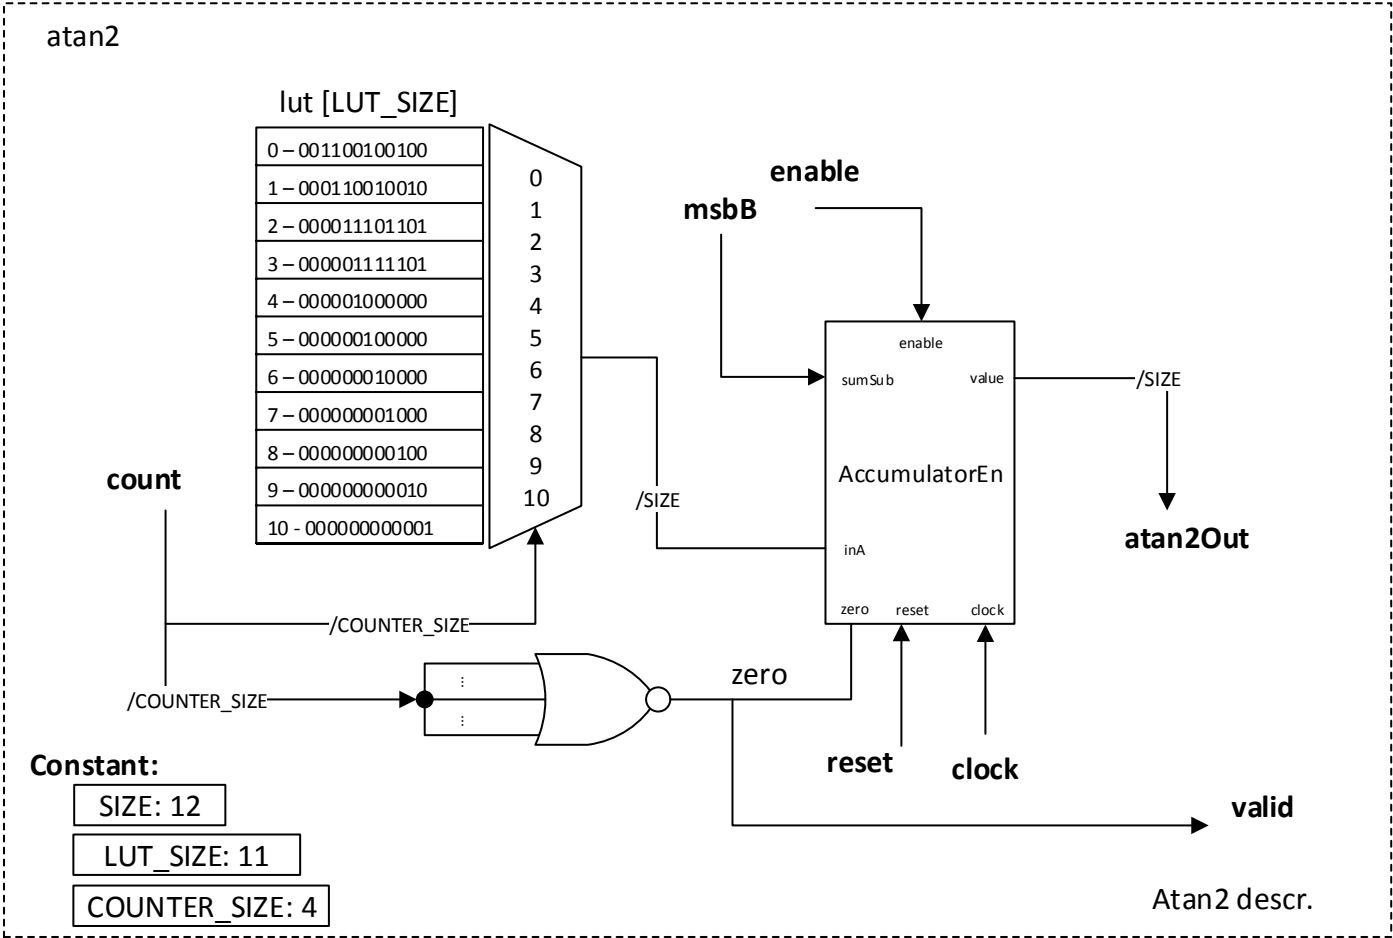 atan2
lut [LUT_SIZE]
0 – 001100100100
1 – 000110010010
2 – 000011101101
3 – 000001111101
4 – 000001000000
5 – 000000100000
6 – 000000010000
7 – 000000001000
8 – 000000000100
9 – 000000000010
10 - 000000000001
0
1
2
3
4
5
6
7
8
9
10
enable
msbB
enable
sumSub
value
/SIZE
AccumulatorEn
count
/SIZE
atan2Out
inA
zero
reset
clock
/COUNTER_SIZE
/COUNTER_SIZE
...
...
zero
reset
clock
valid
Constant:
SIZE: 12
LUT_SIZE: 11
COUNTER_SIZE: 4
Atan2 descr.